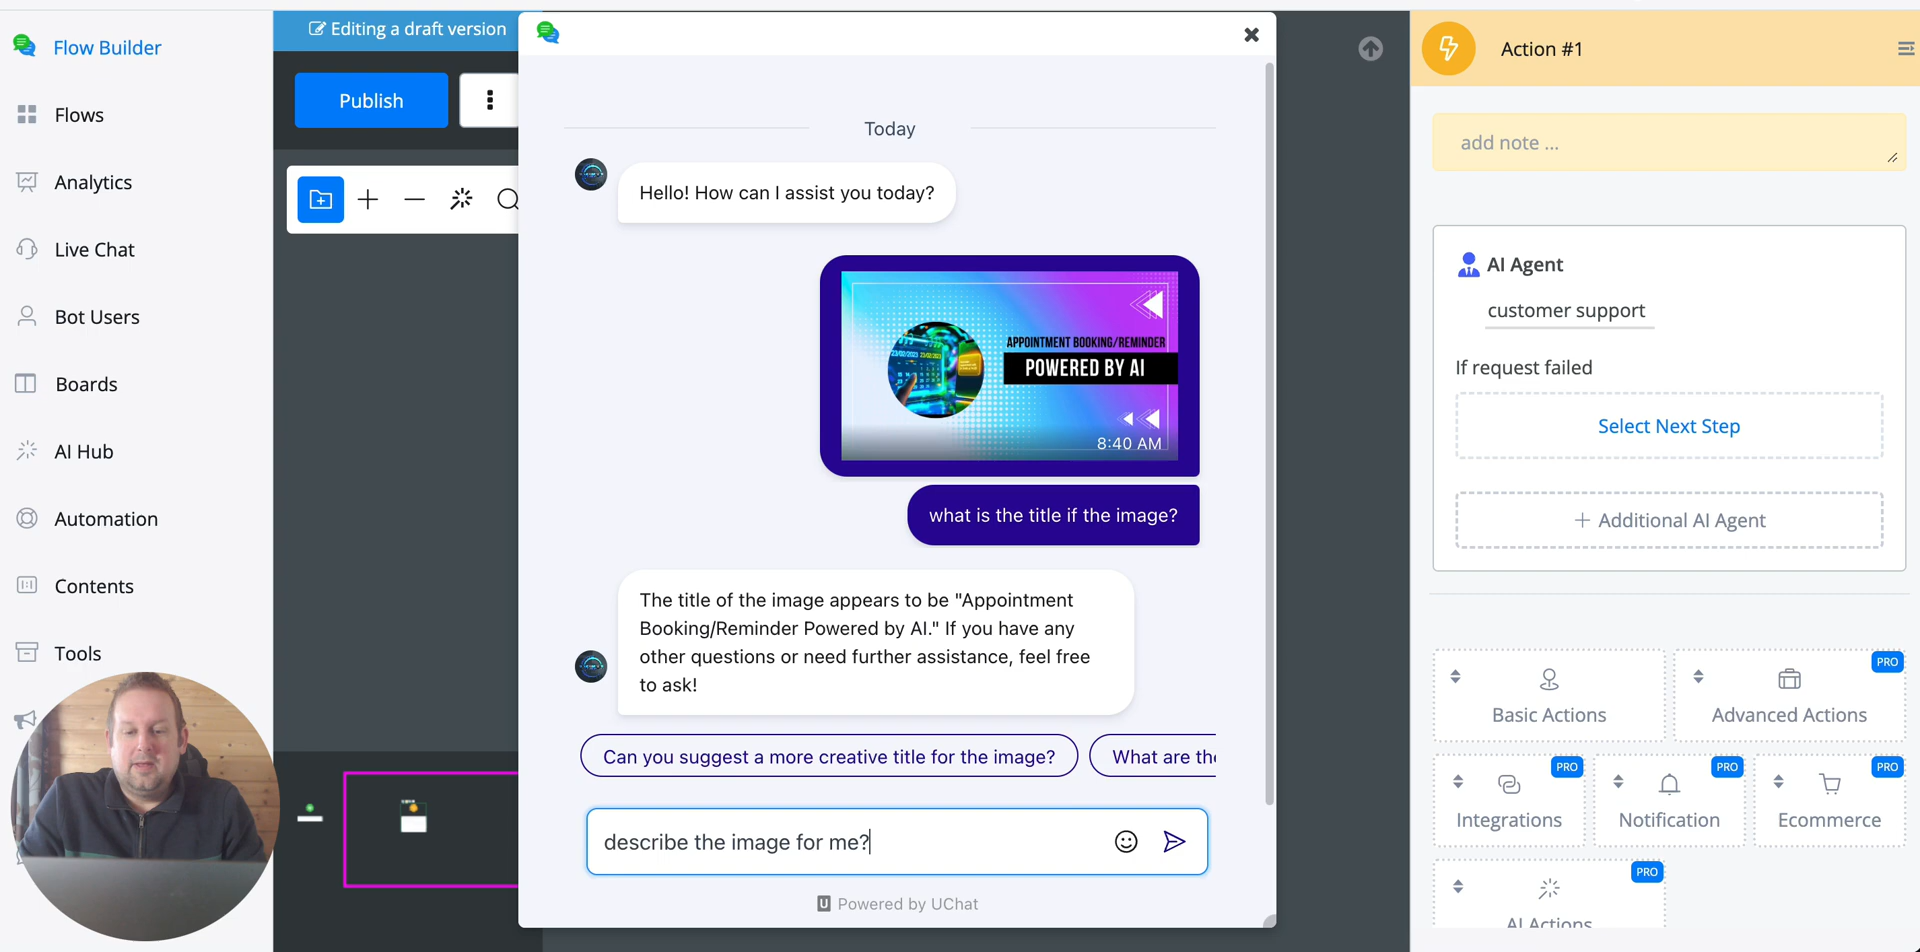 Flow Builder
Flows
Analytics
Live Chat
Bot Users
Boards
AI Hub
Automation
Contents
Tools
Editing a draft version
Publish
Today
Hello! How can I assist you today?
APPOINTMENT BOOKING/REMINDER
POWERED BY AI
8:40 AM
what is the title if the image?
The title of the image appears to be "Appointment
Booking/Reminder Powered by AI." If you have any
other questions or need further assistance, feel free
to ask!
Can you suggest a more creative title for the image?
What are the
describe the image for me?
Powered by UChat
Action #1
add note ...
AI Agent
customer support
If request failed
Select Next Step
+ Additional AI Agent
Basic Actions
PRO
Advanced Actions
PRO
Integrations
PRO
Notification
PRO
Ecommerce
PRO
AI Actions